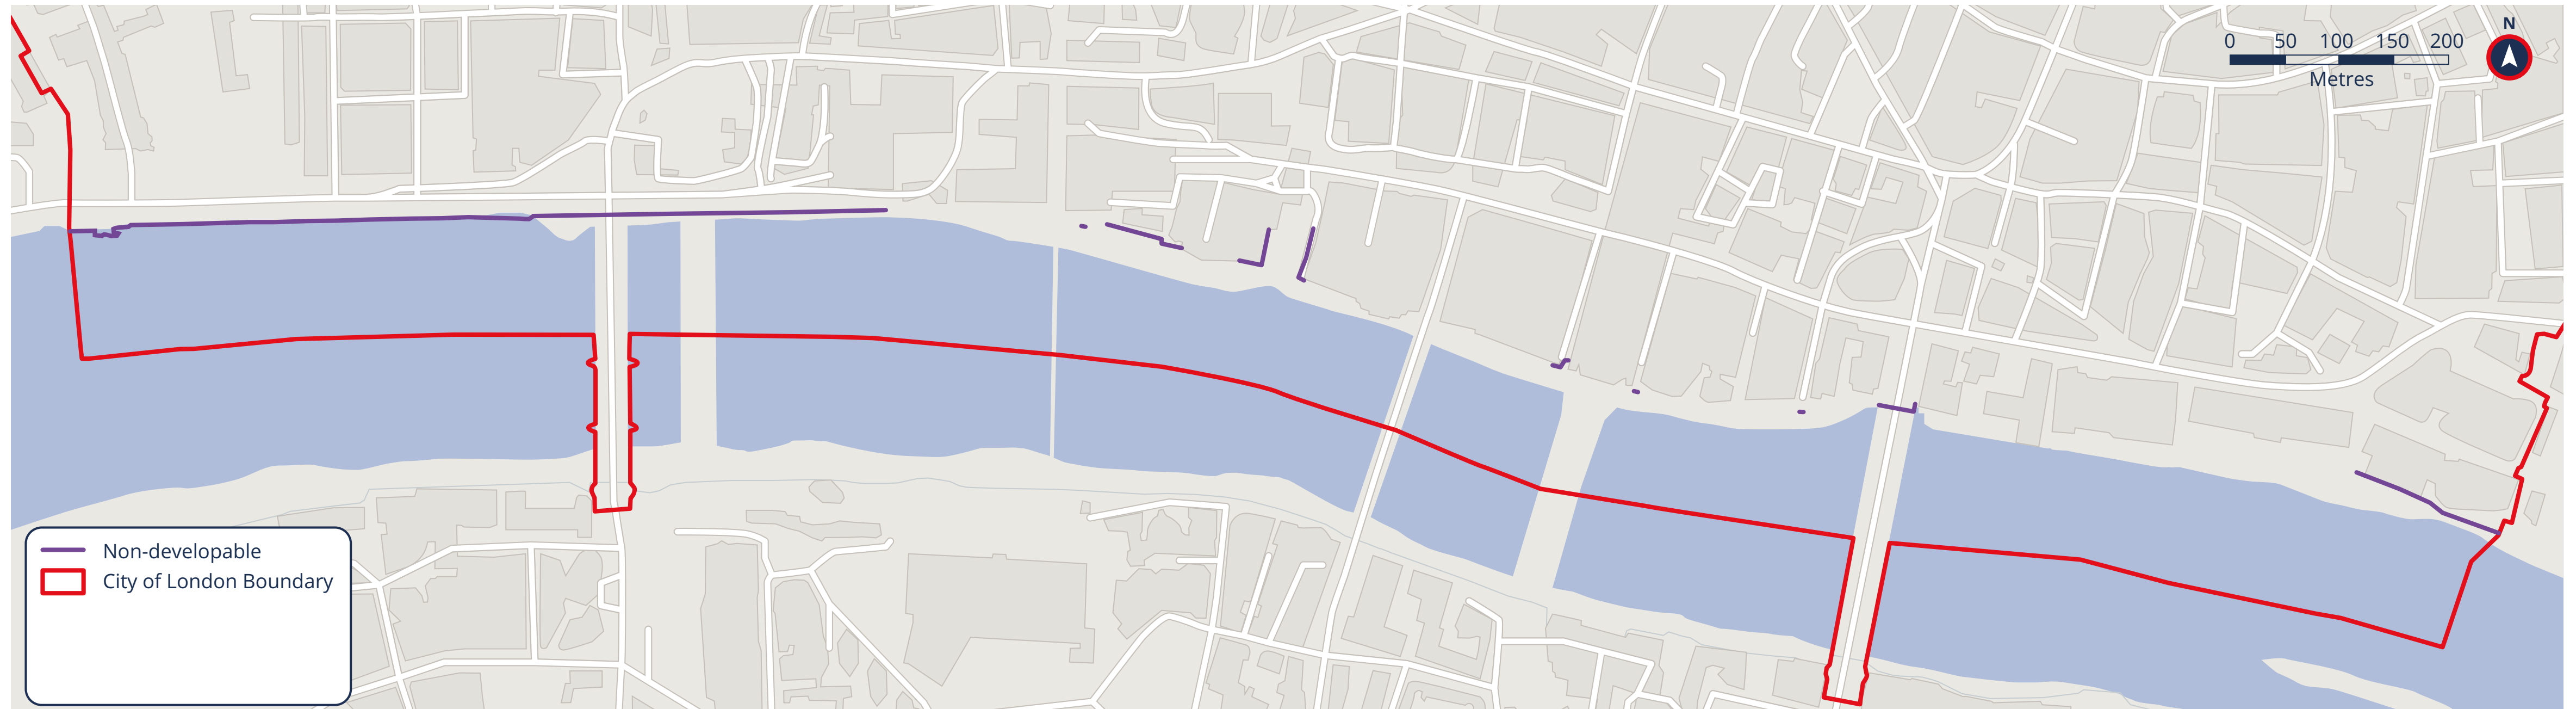 N
0 50 100 150 200
Metres
Non-developable
City of London Boundary